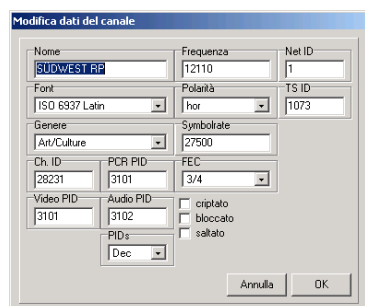 Modifica dati del canale
Nome Frequenza Net ID
SÜDWEST RP 12110 1
Font Polarità TS ID
ISO 6937 Latin hor 1073
Genere Symbolrate
Art/Culture 27500
Ch. ID PCR PID FEC
28231 3101 3/4
Video PID Audio PID criptato
3101 3102 bloccato
PIDs saltato
Dec
Annulla OK